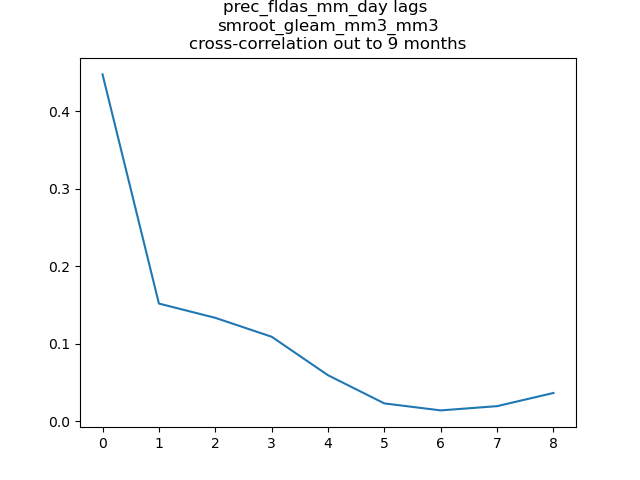 prec_fldas_mm_day lags
smroot_gleam_mm3_mm3
cross-correlation out to 9 months
0.4
0.3
0.2
0.1
0.0
0 1 2 3 4 5 6 7 8